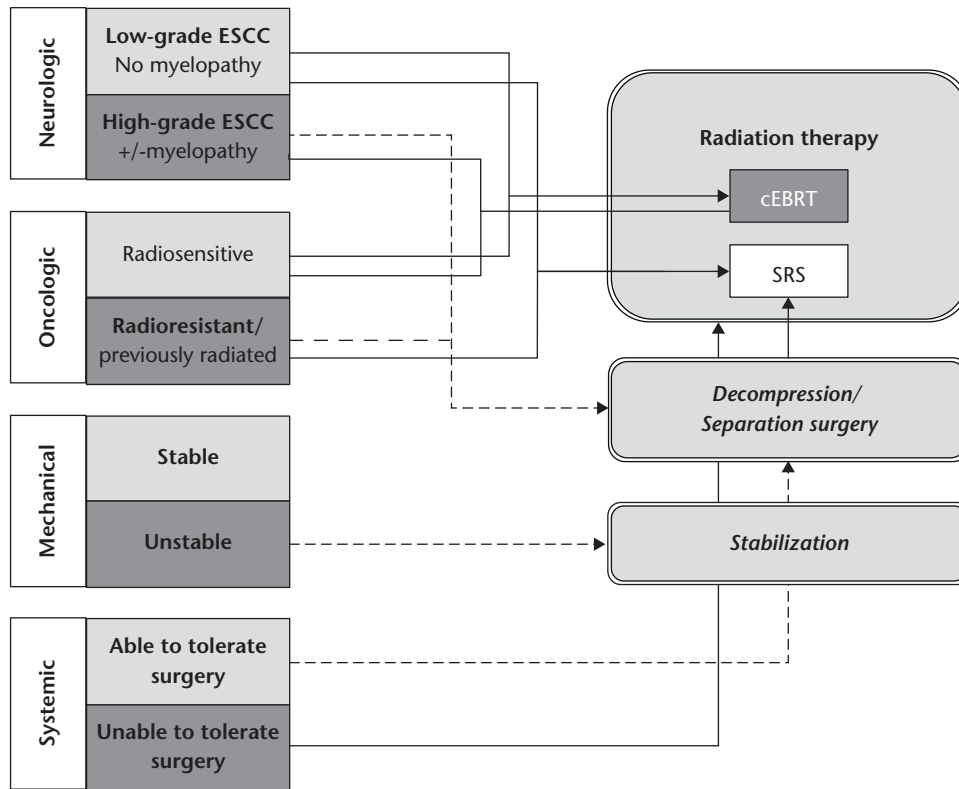 Neurologic
Low-grade ESCC
No myelopathy
High-grade ESCC
+/-myelopathy
Oncologic
Radiosensitive
Radioresistant/
previously radiated
Mechanical
Stable
Unstable
Systemic
Able to tolerate
surgery
Unable to tolerate
surgery
Radiation therapy
cEBRT
SRS
Decompression/
Separation surgery
Stabilization